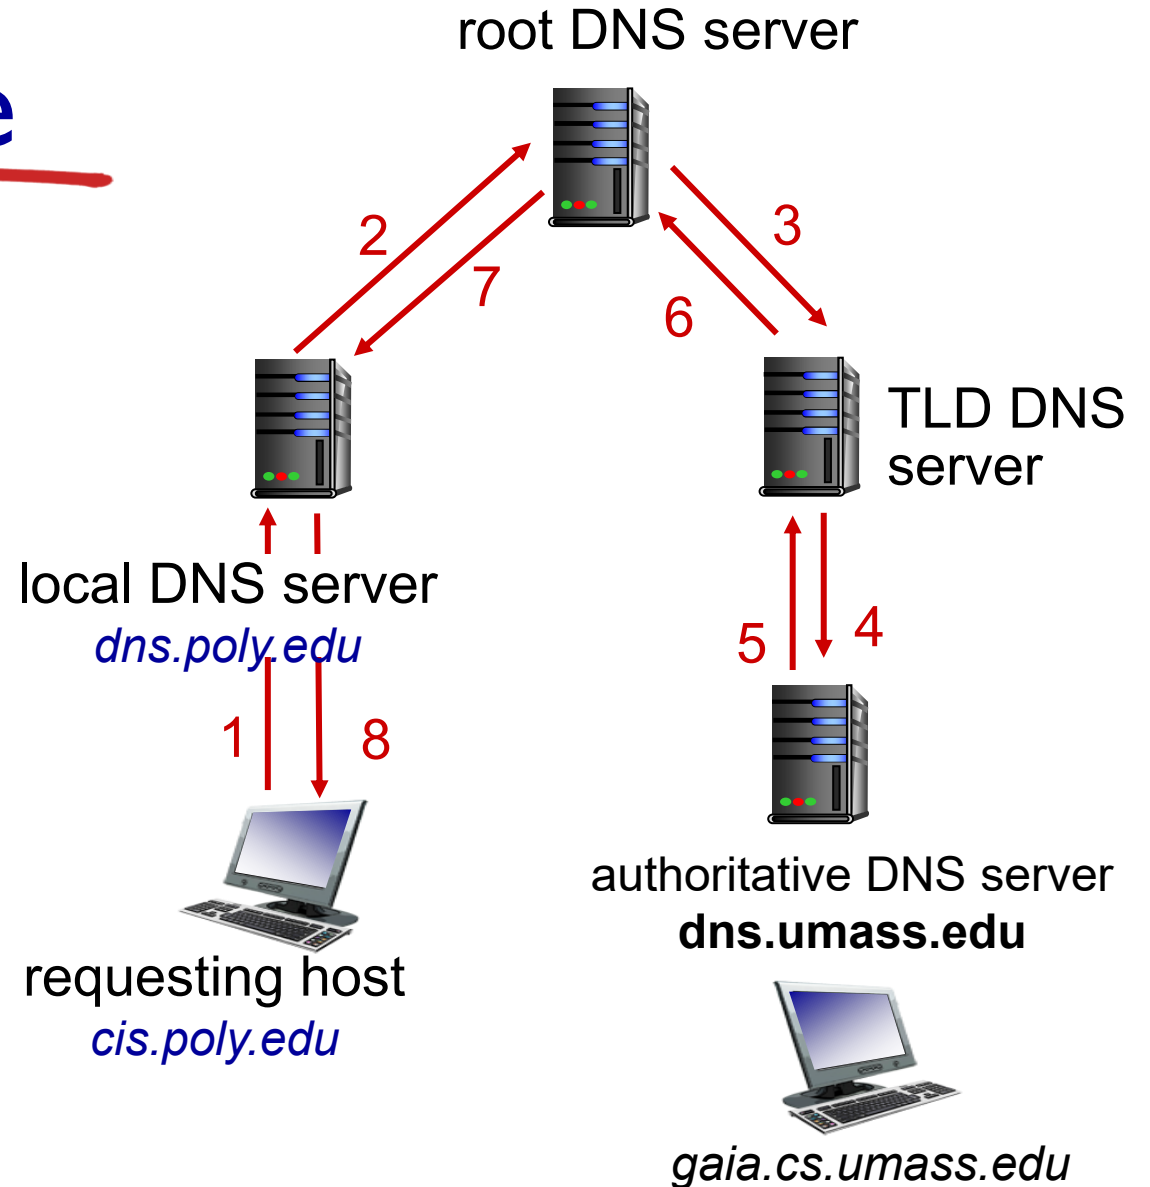 root DNS server
e
2
3
7
6
TLD DNS
server
local DNS server
dns.poly.edu
5
4
1
8
authoritative DNS server
dns.umass.edu
requesting host
cis.poly.edu
gaia.cs.umass.edu